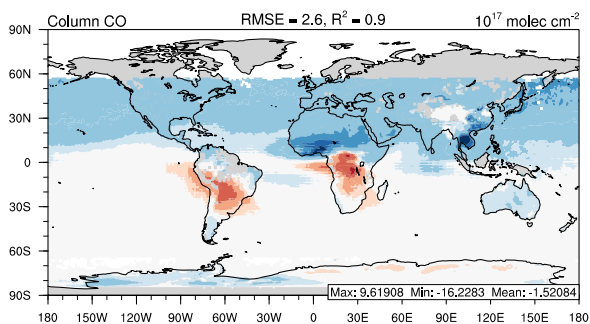 Column CO RMSE = 2.6, R² = 0.9 10¹⁷ molec cm⁻²
90N
60N
30N
0
30S
60S
90S
Max: 9.61908 Min: -16.2283 Mean: -1.52084
180 150W 120W 90W 60W 30W 0 30E 60E 90E 120E 150E 180